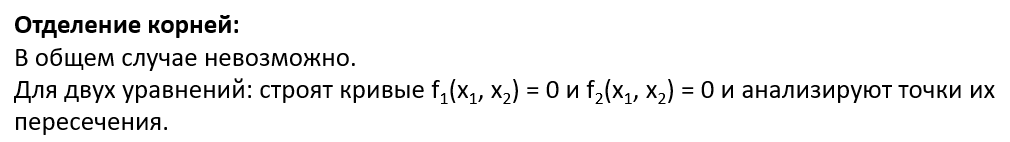 Отделение корней:
В общем случае невозможно.
Для двух уравнений: строят кривые f₁(x₁, x₂) = 0 и f₂(x₁, x₂) = 0 и анализируют точки их
пересечения.